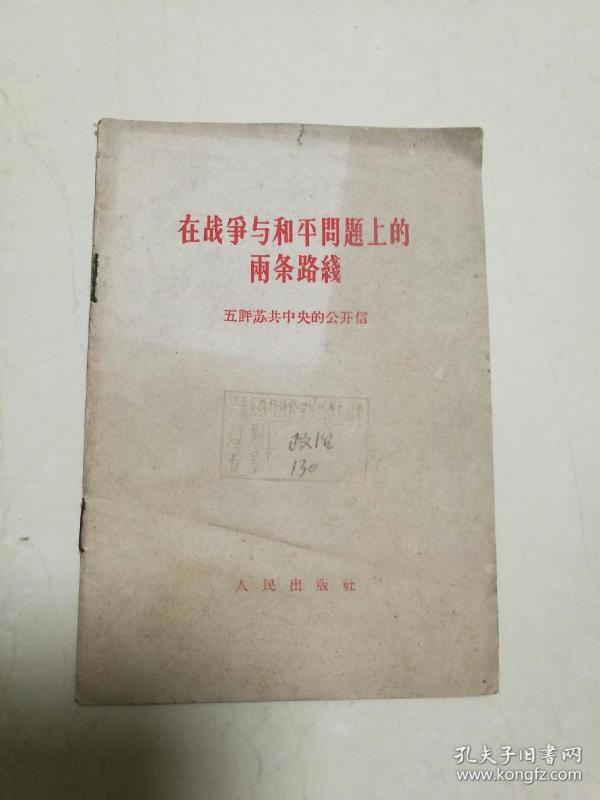 在战爭与和平問題上的
兩条路綫
五評苏共中央的公开信
政治
130
人民出版社
孔夫子旧书网
www.kongfz.com